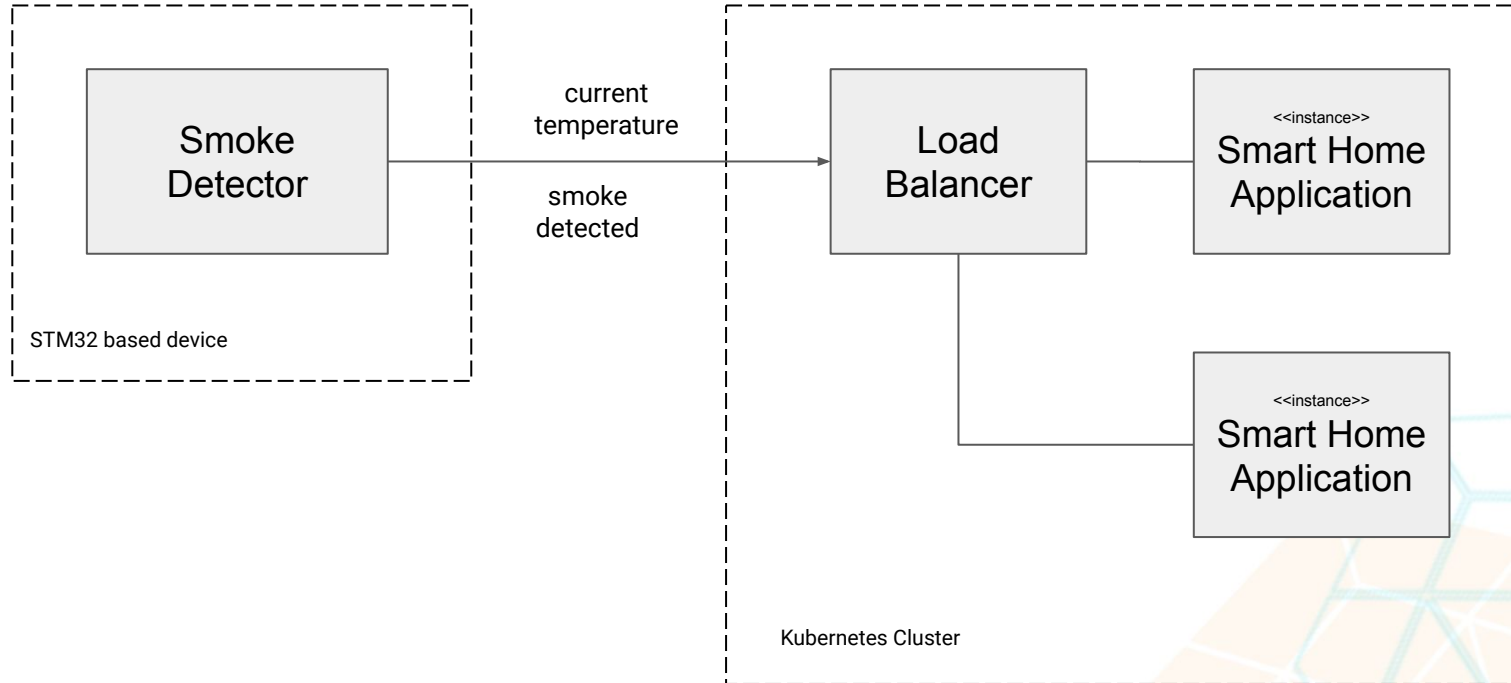 Smoke
Detector
STM32 based device
current
temperature
smoke
detected
Load
Balancer
<<instance>>
Smart Home
Application
<<instance>>
Smart Home
Application
Kubernetes Cluster